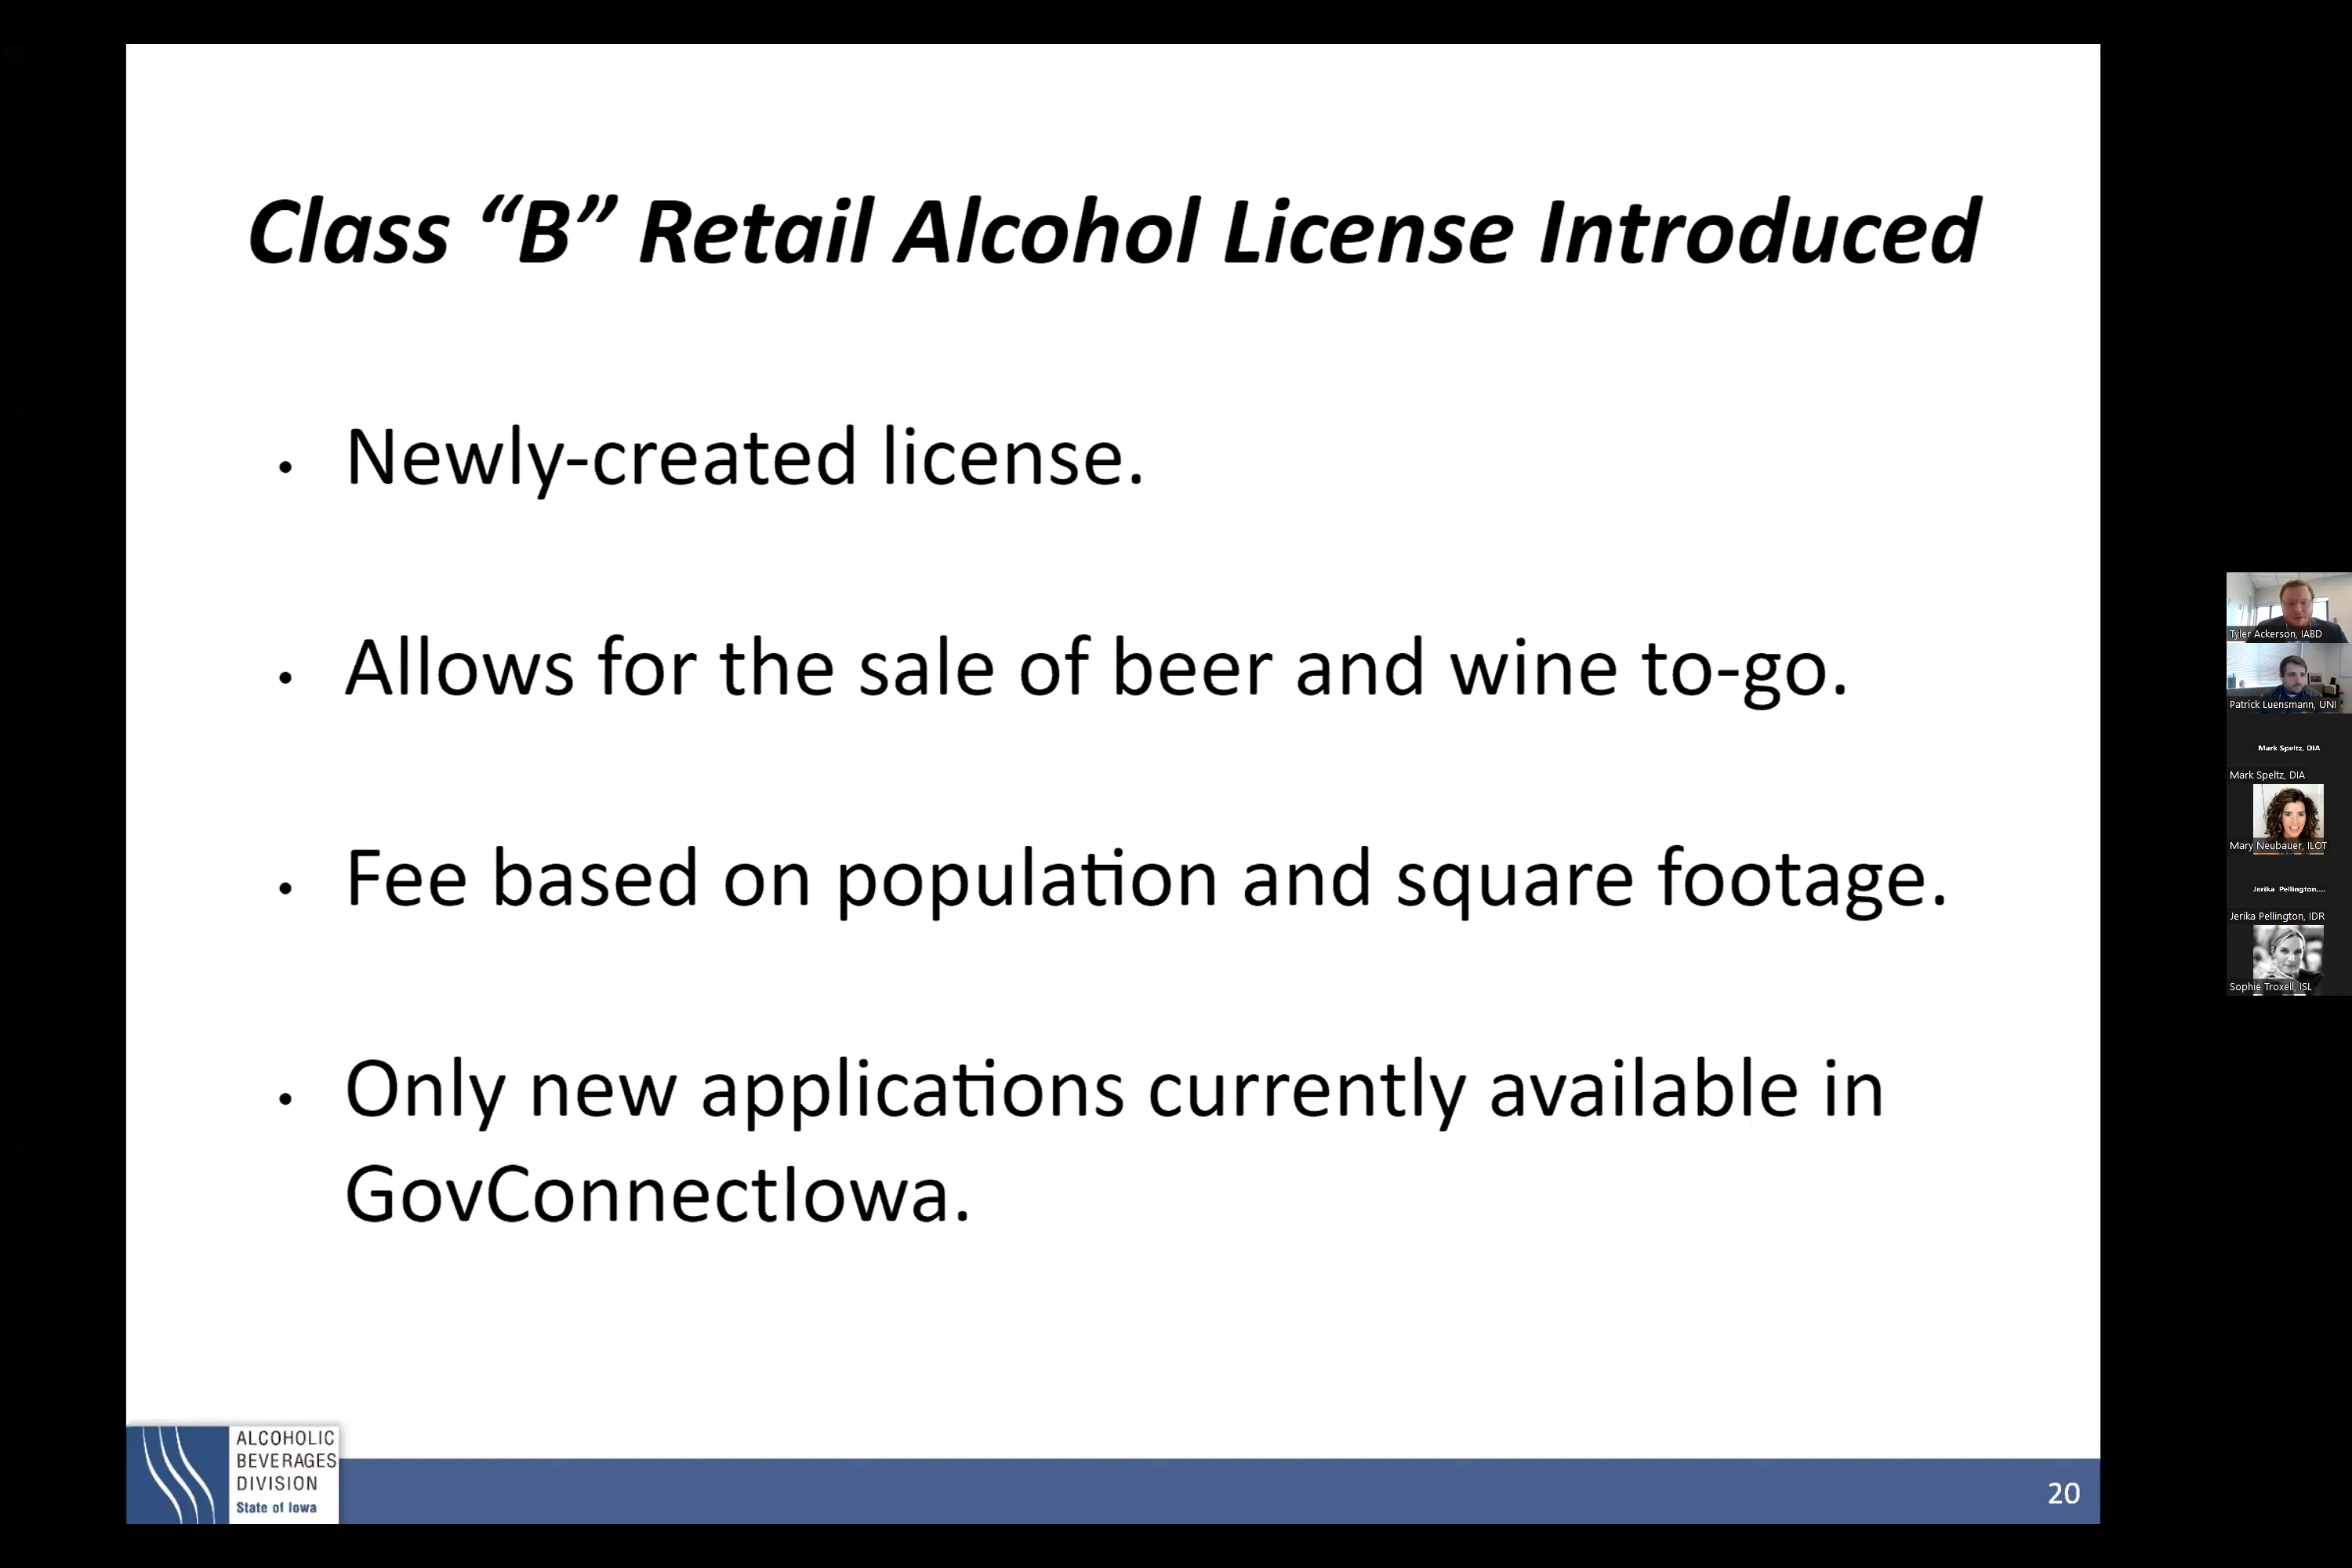 Class “B” Retail Alcohol License Introduced
• Newly-created license.
• Allows for the sale of beer and wine to-go.
• Fee based on population and square footage.
• Only new applications currently available in
GovConnectIowa.
ALCOHOLIC
BEVERAGES
DIVISION
State of Iowa
20
Tyler Ackerson, IABD
Patrick Luensmann, UNI
Mark Speltz, DIA
Mark Speltz, DIA
Mary Neubauer, ILOT
Jerika Pellington,...
Jerika Pellington, IDR
Sophie Troxell, ISL